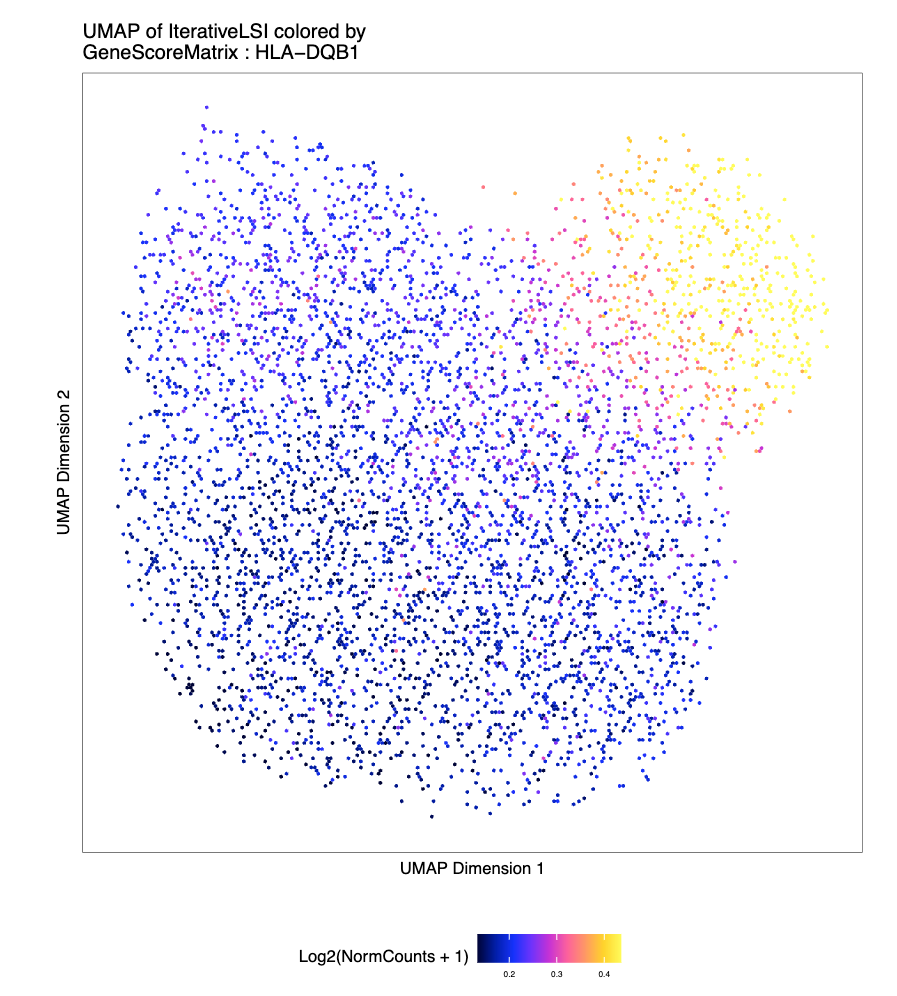 UMAP of IterativeLSI colored by
GeneScoreMatrix : HLA−DQB1
UMAP Dimension 2
UMAP Dimension 1
Log2(NormCounts + 1)
0.2 0.3 0.4